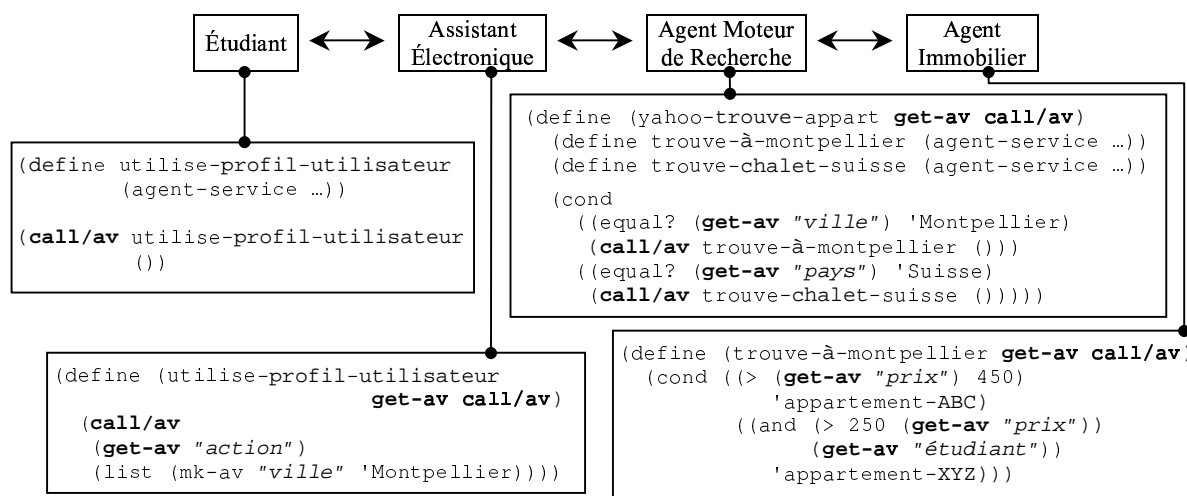 Étudiant
Assistant
Électronique
Agent Moteur
de Recherche
Agent
Immobilier
(define utilise-profil-utilisateur
(agent-service …))
(call/av utilise-profil-utilisateur
())
(define (utilise-profil-utilisateur
get-av call/av)
(call/av
(get-av "action")
(list (mk-av "ville" 'Montpellier))))
(define (yahoo-trouve-appart get-av call/av)
(define trouve-à-montpellier (agent-service …))
(define trouve-chalet-suisse (agent-service …))
(cond
((equal? (get-av "ville") 'Montpellier)
(call/av trouve-à-montpellier ()))
((equal? (get-av "pays") 'Suisse)
(call/av trouve-chalet-suisse ()))))
(define (trouve-à-montpellier get-av call/av)
(cond ((> (get-av "prix") 450)
'appartement-ABC)
((and (> 250 (get-av "prix"))
(get-av "étudiant"))
'appartement-XYZ)))